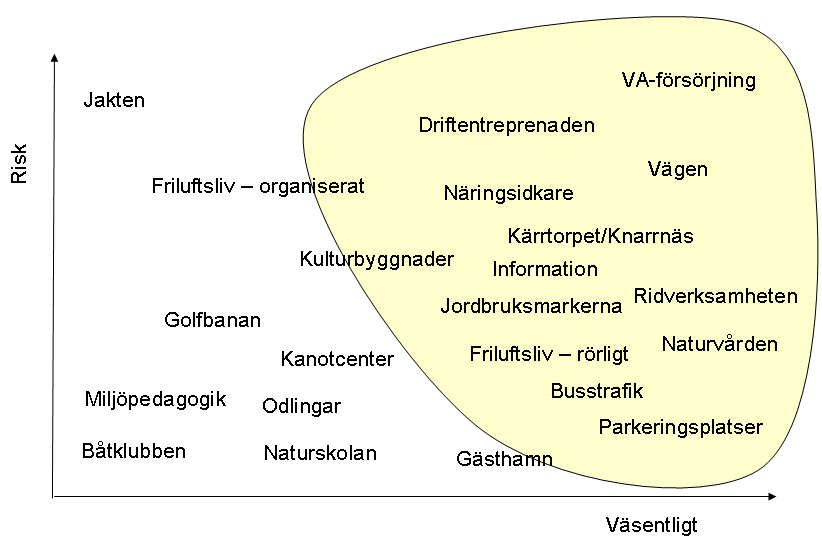 VA-försörjning
Jakten
Driftentreprenaden
Risk
Vägen
Friluftsliv – organiserat
Näringsidkare
Kärrtorpet/Knarrnäs
Kulturbyggnader
Information
Ridverksamheten
Jordbruksmarkerna
Golfbanan
Naturvården
Friluftsliv – rörligt
Kanotcenter
Busstrafik
Miljöpedagogik
Odlingar
Parkeringsplatser
Båtklubben
Naturskolan
Gästhamn
Väsentligt